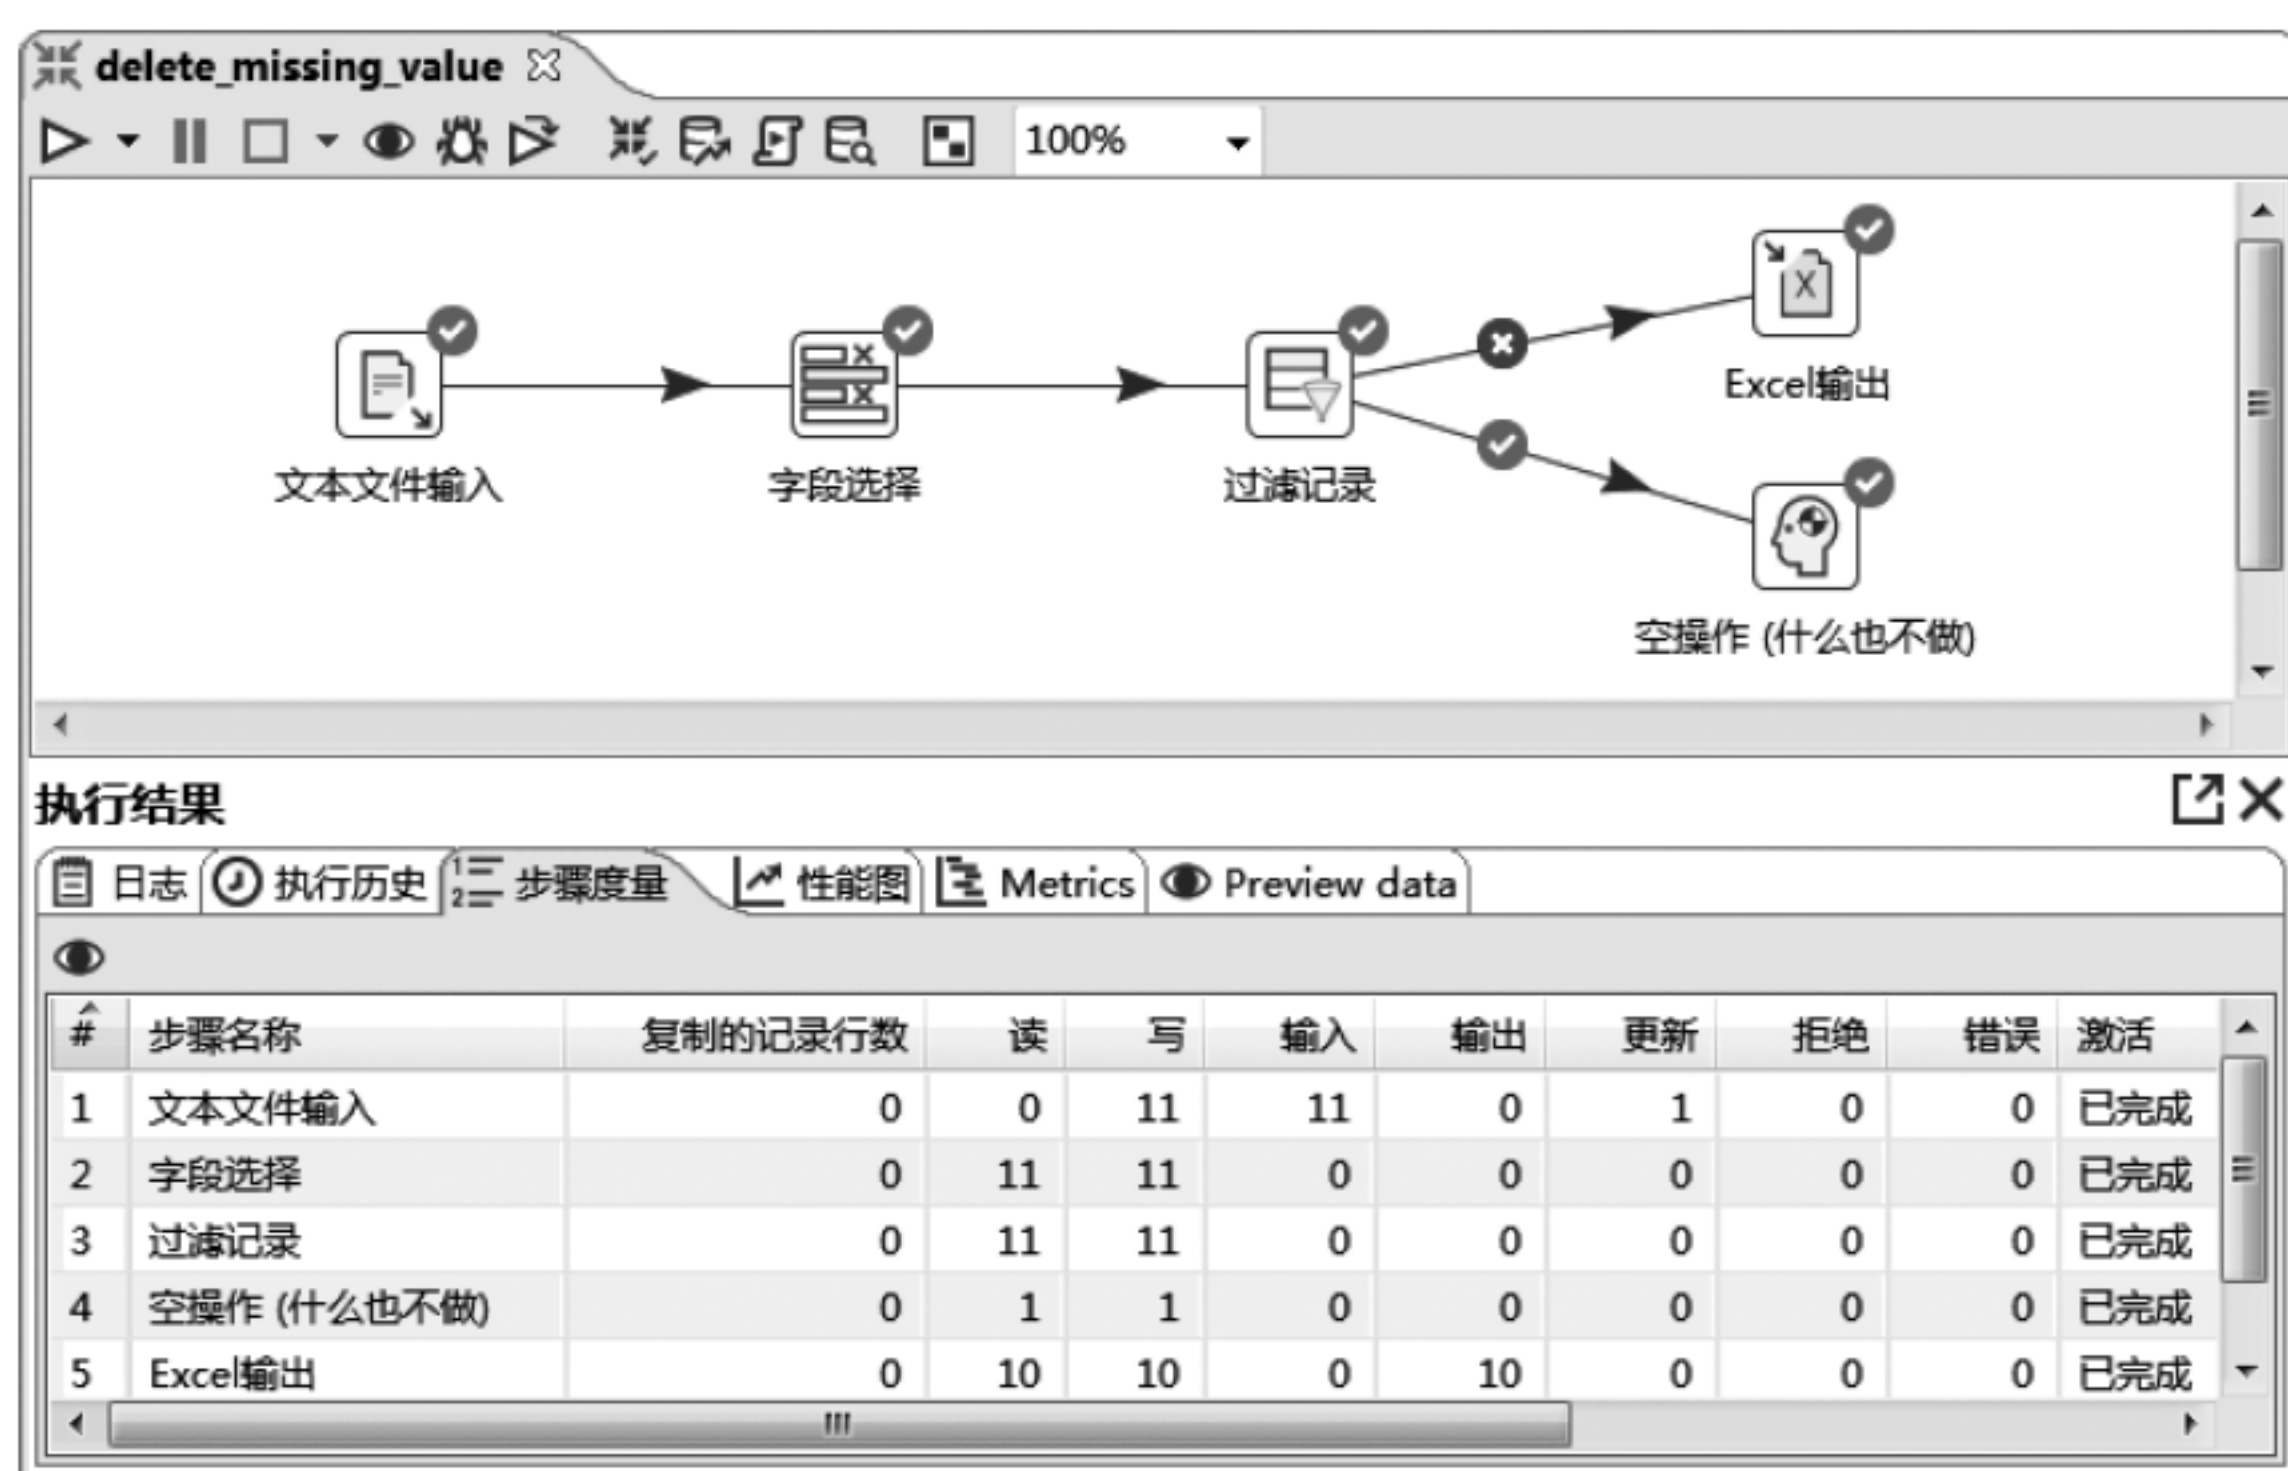 delete_missing_value
100%
Excel输出
文本文件输入 字段选择 过滤记录
空操作 (什么也不做)
执行结果
日志 执行历史 步骤度量 性能图 Metrics Preview data
# 步骤名称 复制的记录行数 读 写 输入 输出 更新 拒绝 错误 激活
1 文本文件输入 0 0 11 11 0 1 0 0 已完成
2 字段选择 0 11 11 0 0 0 0 0 已完成
3 过滤记录 0 11 11 0 0 0 0 0 已完成
4 空操作 (什么也不做) 0 1 1 0 0 0 0 0 已完成
5 Excel输出 0 10 10 0 10 0 0 0 已完成